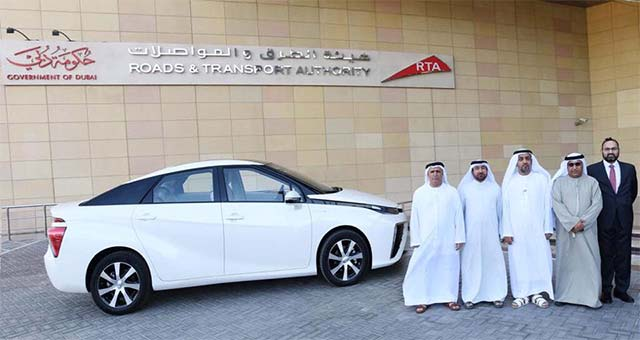 حكومة دبي
GOVERNMENT OF DUBAI
هيئة الطرق و المواصلات
ROADS & TRANSPORT AUTHORITY
RTA